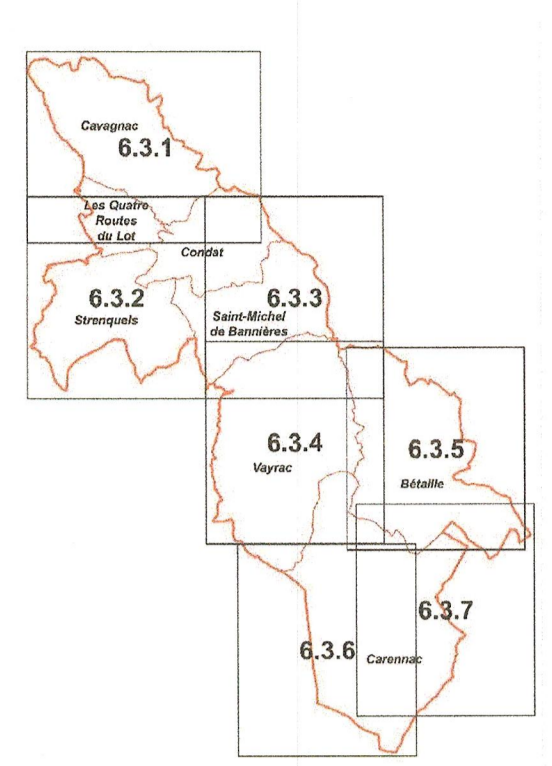 Cavagnac
6.3.1
Les Quatre
Routes
du Lot
Condat
6.3.2
Strenquels
6.3.3
Saint-Michel
de Bannières
6.3.4
Vayrac
6.3.5
Bétaille
6.3.7
6.3.6
Carennac